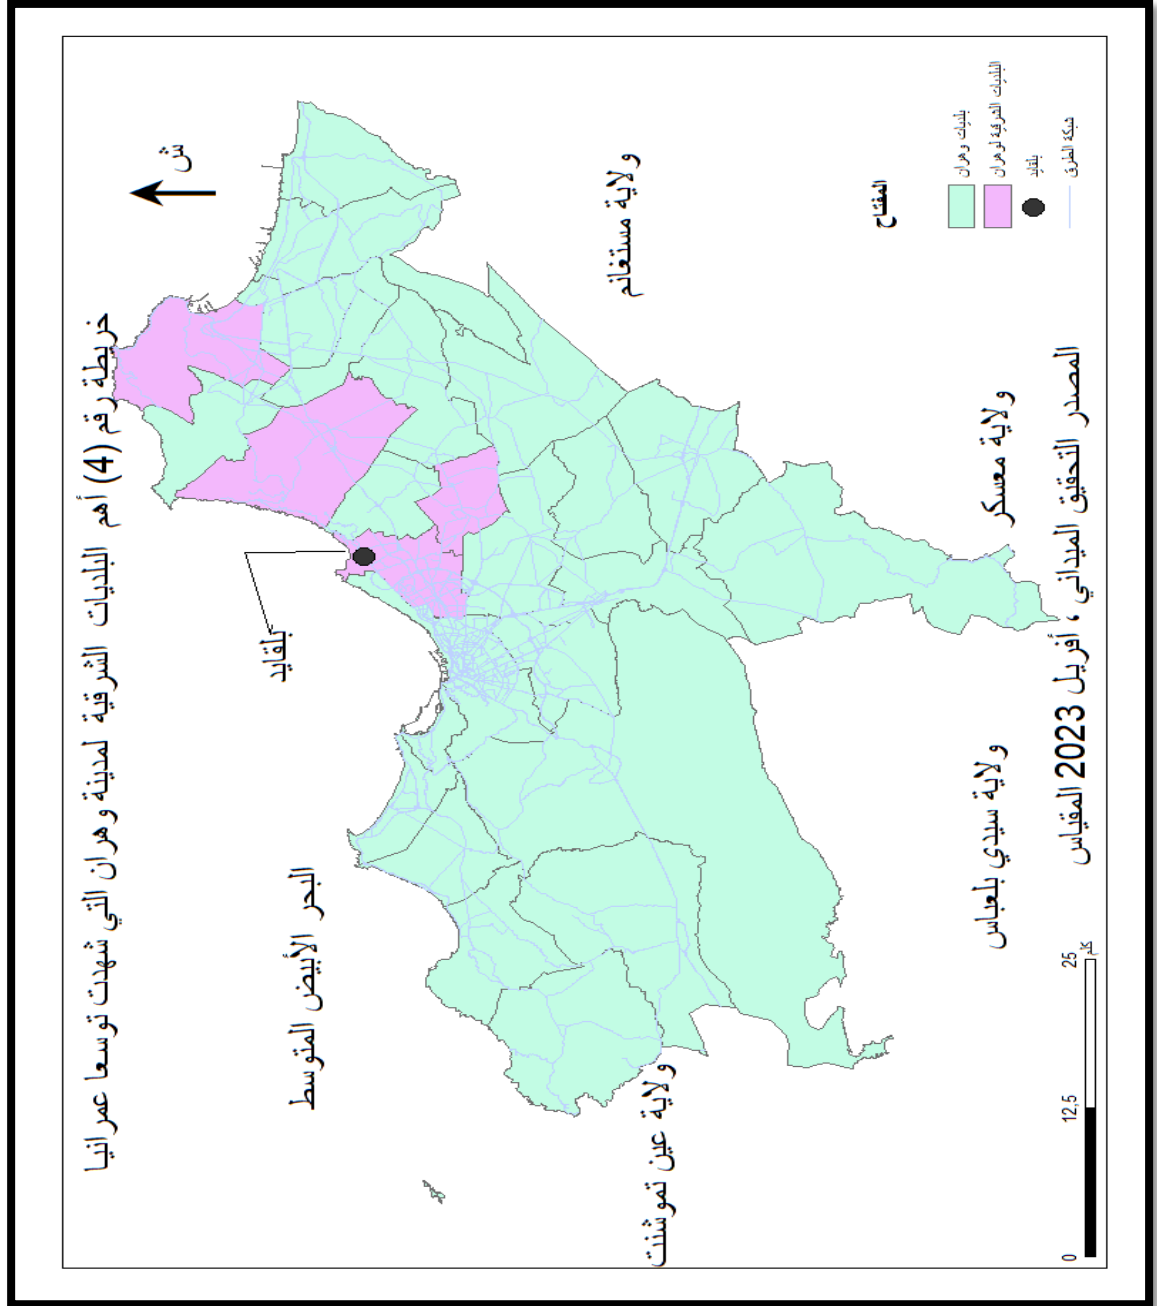 خريطة رقم (4) أهم البلديات الشرقية لمدينة وهران التي شهدت توسعا عمرانيا
ش
بلقايد
البحر الأبيض المتوسط
ولاية مستغانم
ولاية عين تموشنت
المفتاح
بلديات وهران
البلديات الشرقية لوهران
بلقايد
شبكة الطرق
ولاية معسكر
ولاية سيدي بلعباس
المصدر التحقيق الميداني ، أفريل 2023 المقياس
0 12,5 25
كلم